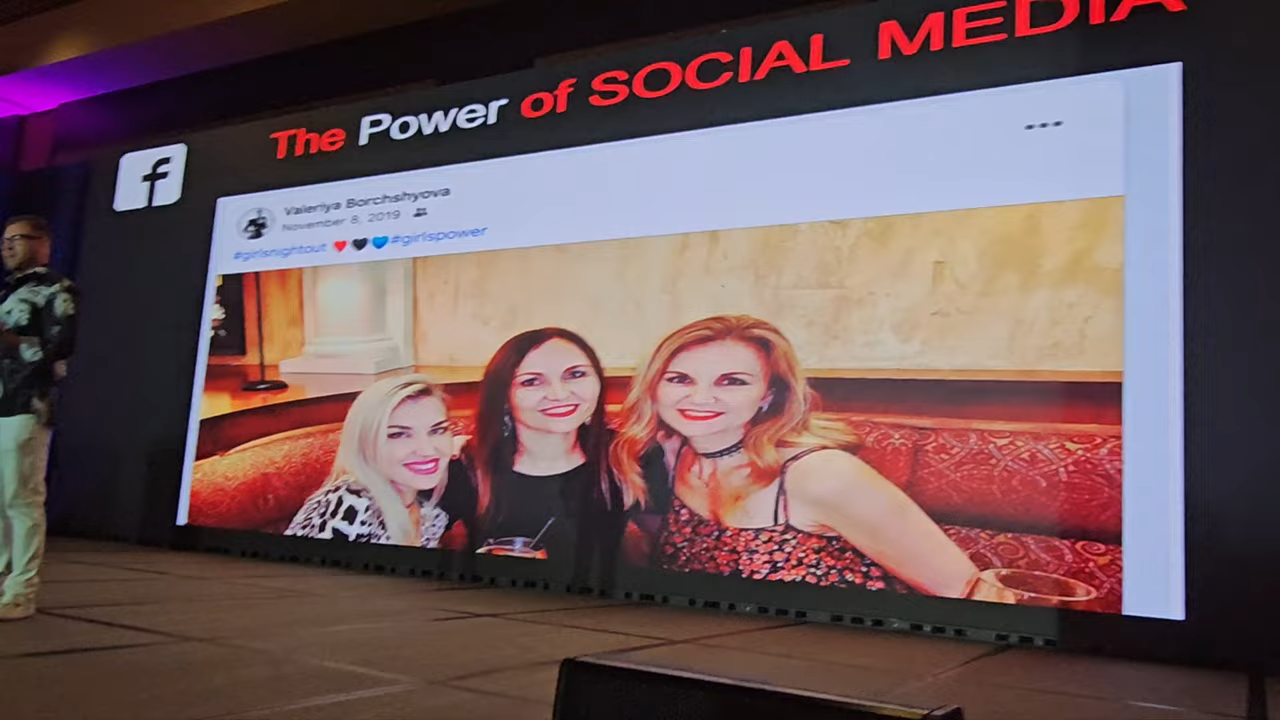 The Power of SOCIAL MEDIA
f
Valeriya Borchshyova
November 8, 2019
#girlsnightout ❤️🖤💙#girlspower